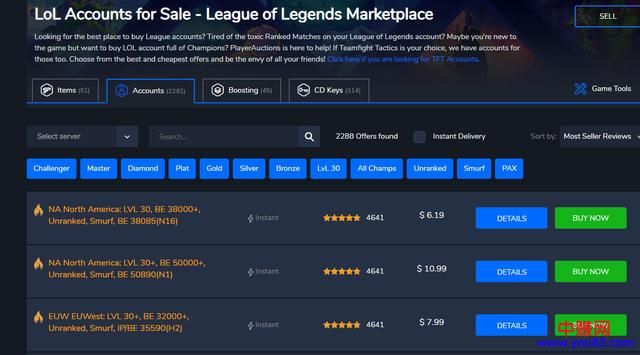 LoL Accounts for Sale - League of Legends Marketplace
SELL
Looking for the best place to buy League accounts? Tired of the toxic Ranked Matches on your League of Legends account? Maybe you're new to
the game but want to buy LOL account full of Champions? PlayerAuctions is here to help! If Teamfight Tactics is your choice, we have accounts for
those too. Choose from the best and cheapest offers and be the envy of all your friends! Click here if you are looking for TFT Accounts.
Items (51)
Accounts (2291)
Boosting (45)
CD Keys (314)
Game Tools
Select server
Search...
2288 Offers found
Instant Delivery
Sort by: Most Seller Reviews
Challenger
Master
Diamond
Plat
Gold
Silver
Bronze
LvL 30
All Champs
Unranked
Smurf
PAX
NA North America: LVL 30, BE 38000+,
Unranked, Smurf, BE 38085(N16)
Instant
4641
$ 6.19
DETAILS
BUY NOW
NA North America: LVL 30+, BE 50000+,
Unranked, Smurf, BE 50890(N1)
Instant
4641
$ 10.99
DETAILS
BUY NOW
EUW EUWest: LVL 30+, BE 32000+,
Unranked, Smurf, IP/BE 35590(H2)
Instant
4641
$ 7.99
DETAILS
BUY NOW
中赚网
www.you85.com